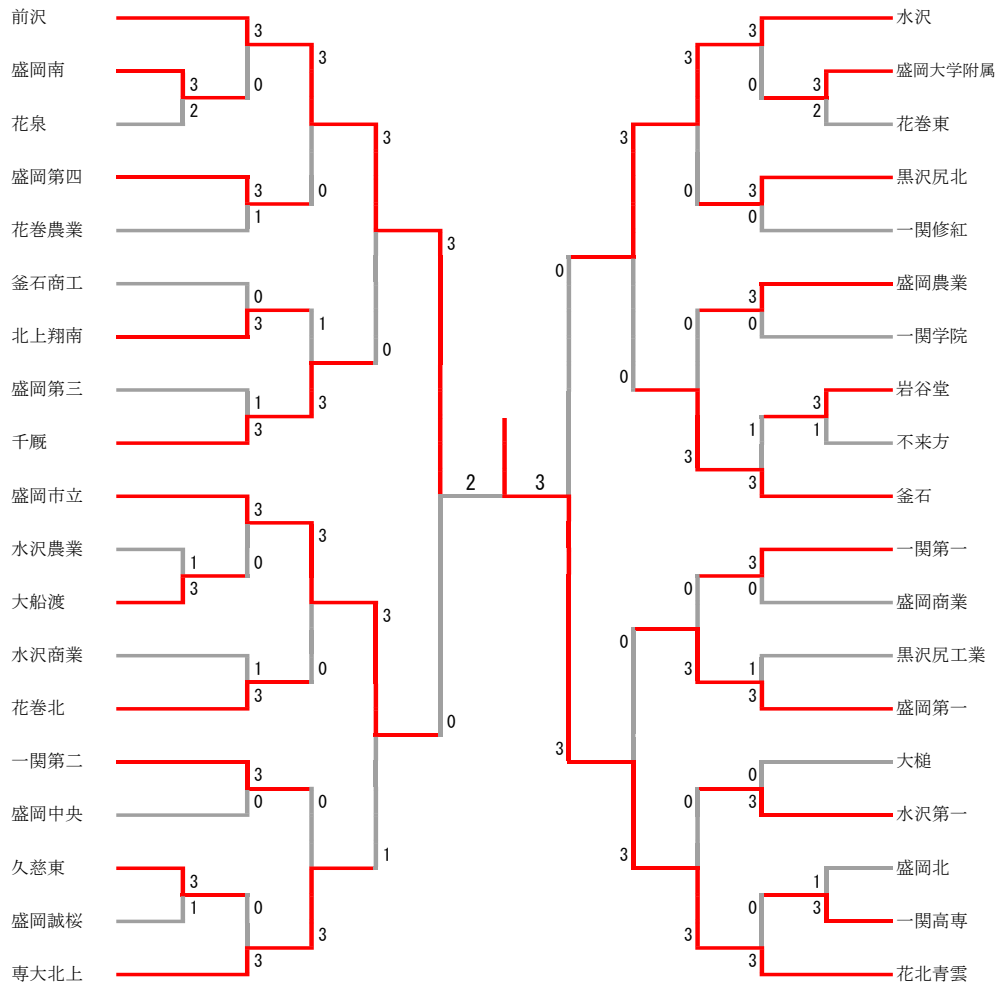 前沢
盛岡南
花泉
盛岡第四
花巻農業
釜石商工
北上翔南
盛岡第三
千厩
盛岡市立
水沢農業
大船渡
水沢商業
花巻北
一関第二
盛岡中央
久慈東
盛岡誠桜
専大北上
3
0
3
2
3
1
0
3
1
3
3
0
1
3
1
3
3
0
3
1
0
3
3
0
1
3
3
0
0
3
3
0
3
1
3
0
2
3
0
3
3
0
0
3
3
0
0
3
0
3
3
0
3
0
3
0
1
3
3
0
1
3
0
3
0
3
3
2
3
1
1
3
水沢
盛岡大学附属
花巻東
黒沢尻北
一関修紅
盛岡農業
一関学院
岩谷堂
不来方
釜石
一関第一
盛岡商業
黒沢尻工業
盛岡第一
大槌
水沢第一
盛岡北
一関高専
花北青雲